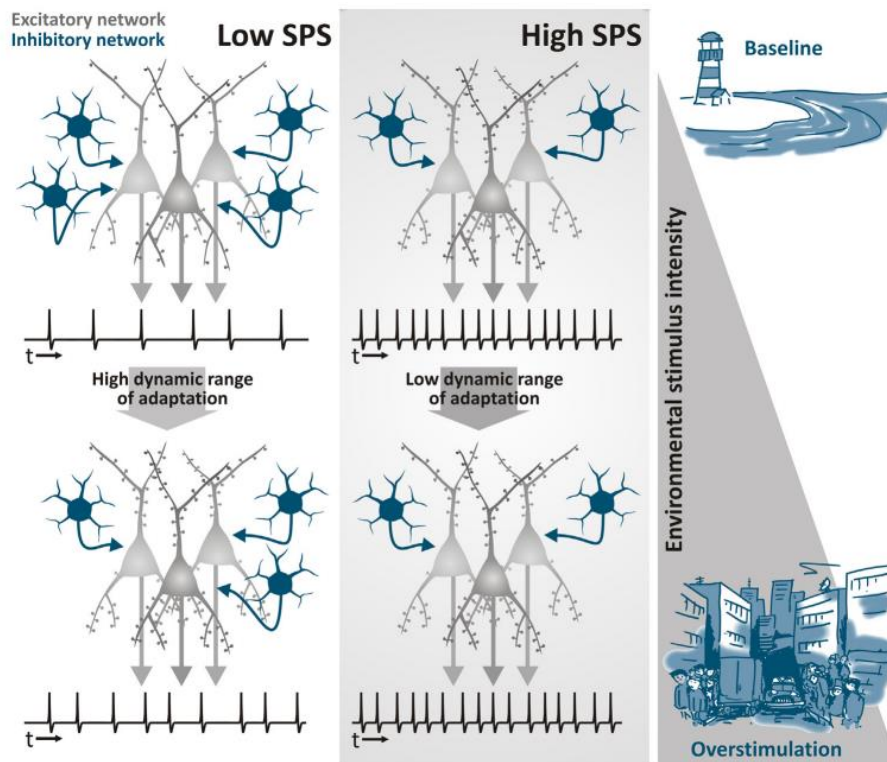 Excitatory network
Inhibitory network
Low SPS
High SPS
Baseline
t
t
High dynamic range
of adaptation
Low dynamic range
of adaptation
Environmental stimulus intensity
t
t
Overstimulation